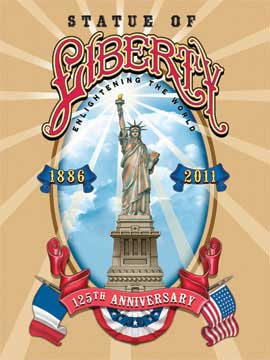 STATUE OF
LIBERTY
ENLIGHTENING THE WORLD
1886
2011
125TH ANNIVERSARY